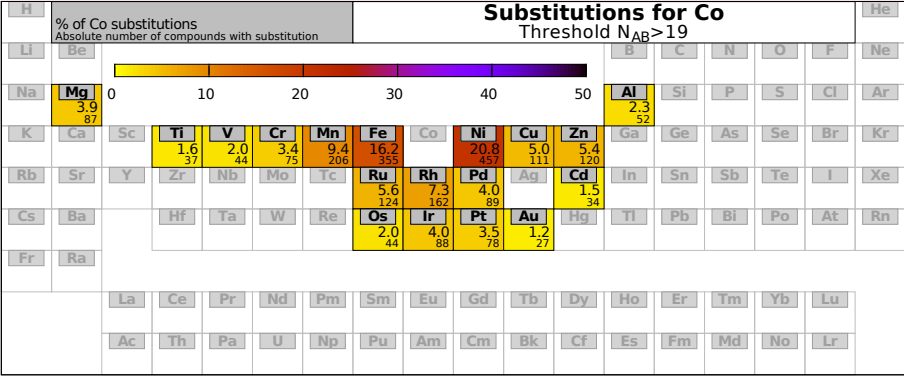 H
% of Co substitutions
Absolute number of compounds with substitution
Substitutions for Co
Threshold N_AB>19
He
Li Be B C N O F Ne
0 10 20 30 40 50
Na Mg Al Si P S Cl Ar
3.9 2.3
87 52
K Ca Sc Ti V Cr Mn Fe Co Ni Cu Zn Ga Ge As Se Br Kr
1.6 2.0 3.4 9.4 16.2 20.8 5.0 5.4
37 44 75 206 355 457 111 120
Rb Sr Y Zr Nb Mo Tc Ru Rh Pd Ag Cd In Sn Sb Te I Xe
5.6 7.3 4.0 1.5
124 162 89 34
Cs Ba Hf Ta W Re Os Ir Pt Au Hg Tl Pb Bi Po At Rn
2.0 4.0 3.5 1.2
44 88 78 27
Fr Ra
La Ce Pr Nd Pm Sm Eu Gd Tb Dy Ho Er Tm Yb Lu
Ac Th Pa U Np Pu Am Cm Bk Cf Es Fm Md No Lr